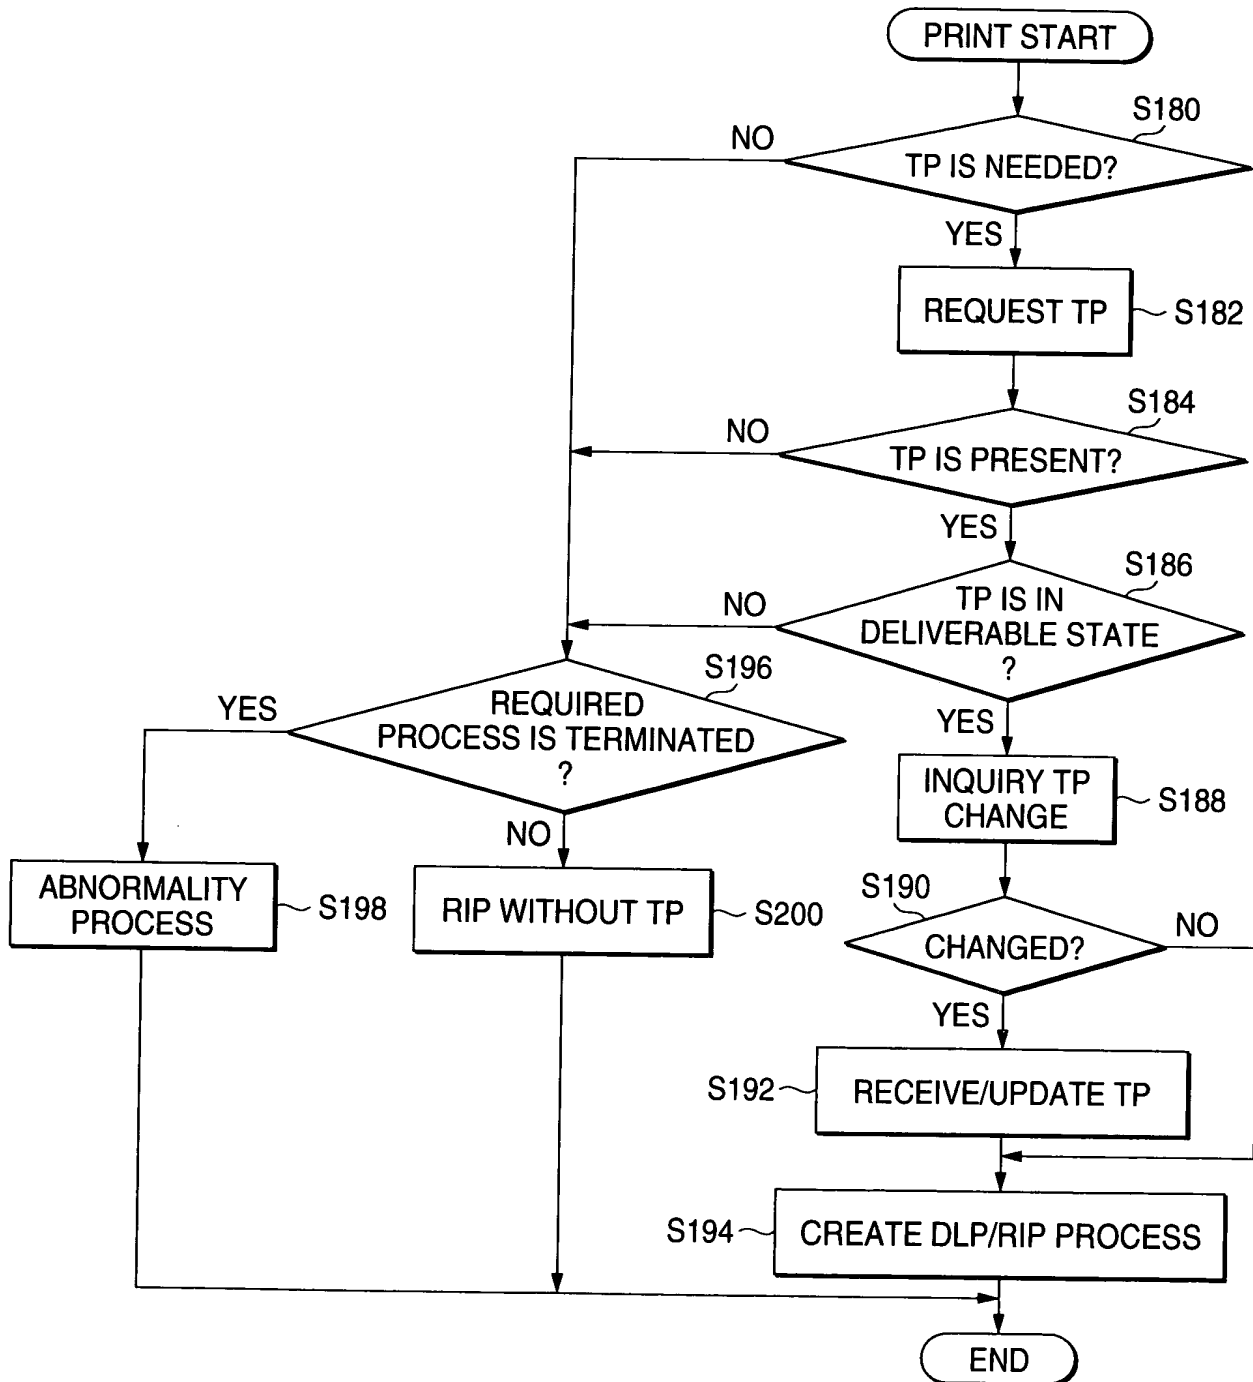 PRINT START
S180
NO
TP IS NEEDED?
YES
REQUEST TP
S182
S184
NO
TP IS PRESENT?
YES
S186
NO
TP IS IN
DELIVERABLE STATE
?
YES
S196
YES
REQUIRED
PROCESS IS TERMINATED
?
NO
INQUIRY TP
CHANGE
S188
ABNORMALITY
PROCESS
S198
RIP WITHOUT TP
S200
S190
NO
CHANGED?
YES
S192
RECEIVE/UPDATE TP
S194
CREATE DLP/RIP PROCESS
END